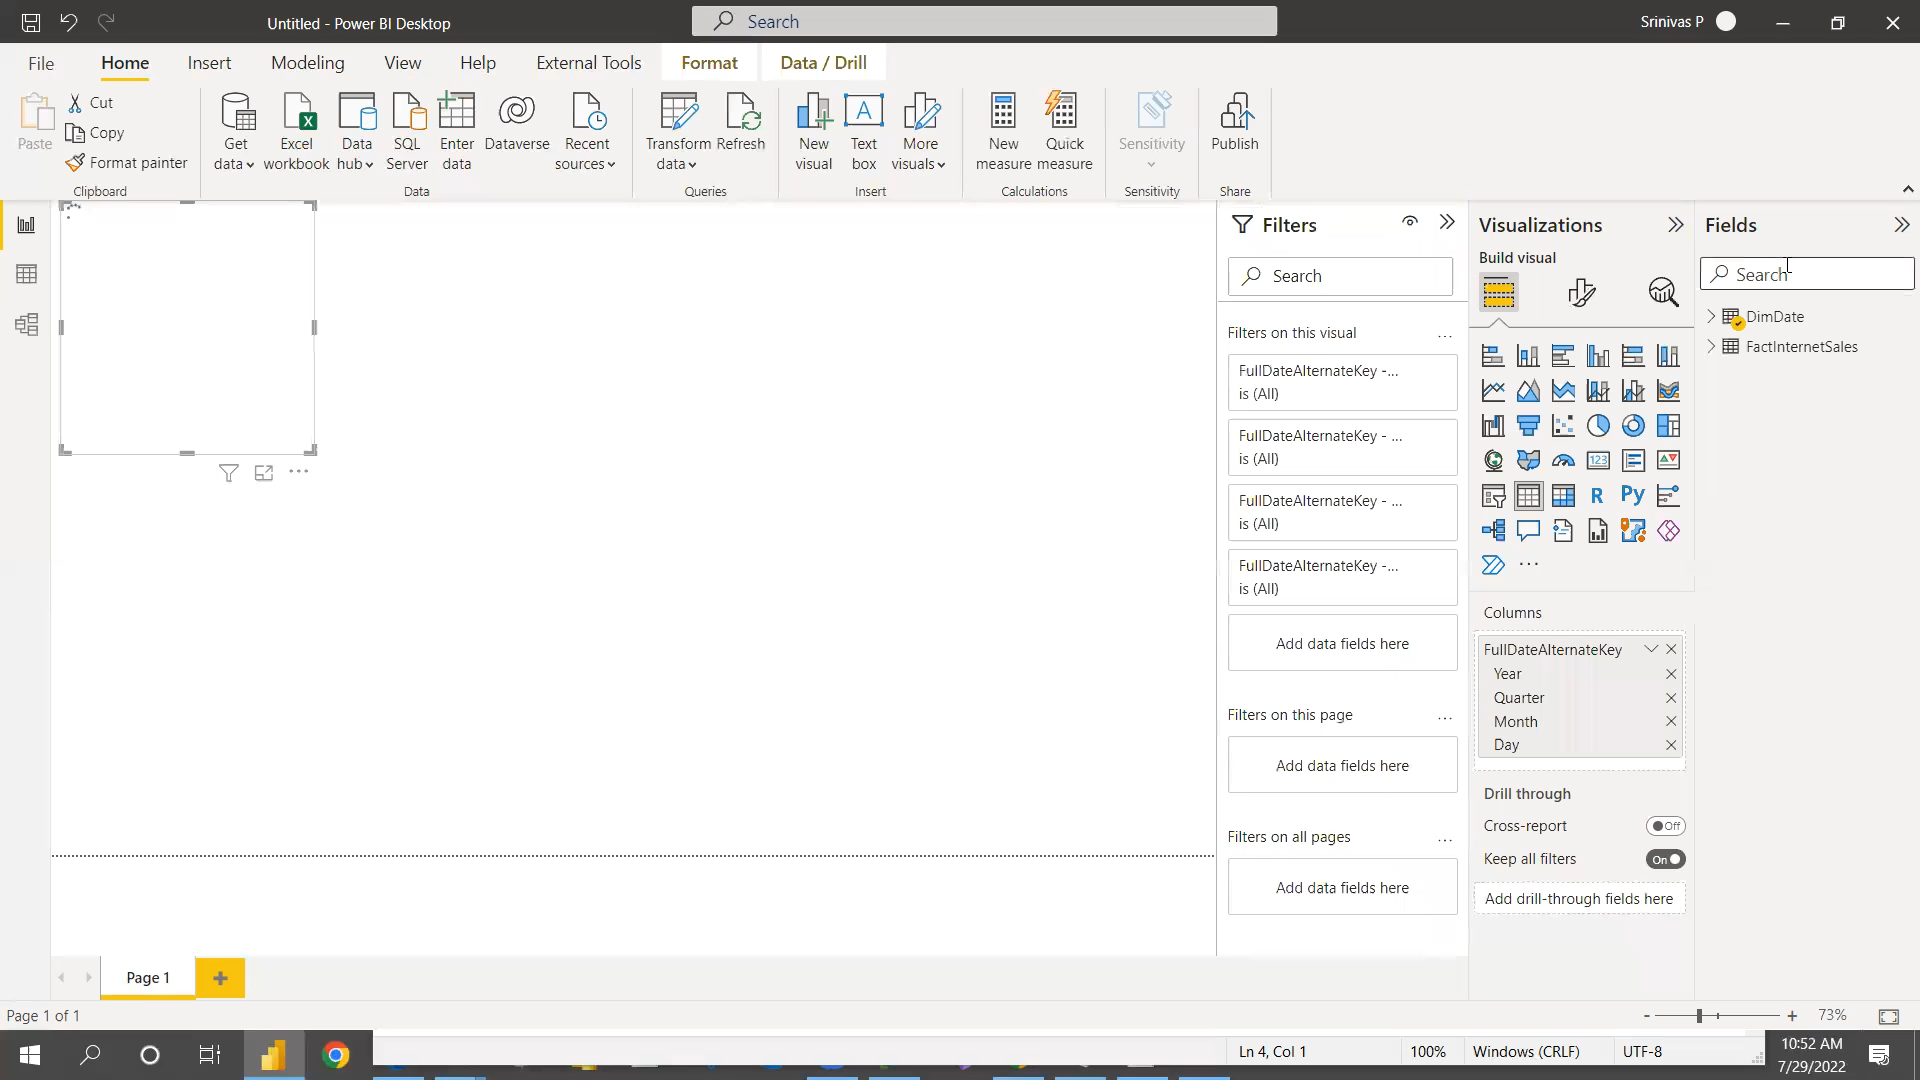 Untitled - Power BI Desktop
Search
Srinivas P
File
Home
Insert
Modeling
View
Help
External Tools
Format
Data / Drill
Paste
Cut
Copy
Format painter
Clipboard
Get data
Excel workbook
Data hub
SQL Server
Enter data
Dataverse
Recent sources
Data
Transform data
Refresh
Queries
New visual
Text box
More visuals
Insert
New measure
Quick measure
Calculations
Sensitivity
Sensitivity
Publish
Share
Filters
Search
Filters on this visual
FullDateAlternateKey -...
is (All)
FullDateAlternateKey - ...
is (All)
FullDateAlternateKey - ...
is (All)
FullDateAlternateKey -...
is (All)
Add data fields here
Filters on this page
Add data fields here
Filters on all pages
Add data fields here
Visualizations
Build visual
123
R
Py
Columns
FullDateAlternateKey
Year
Quarter
Month
Day
Drill through
Cross-report
Off
Keep all filters
On
Add drill-through fields here
Fields
Search
DimDate
FactInternetSales
Page 1
Page 1 of 1
- + 73%
Ln 4, Col 1
100%
Windows (CRLF)
UTF-8
10:52 AM
7/29/2022